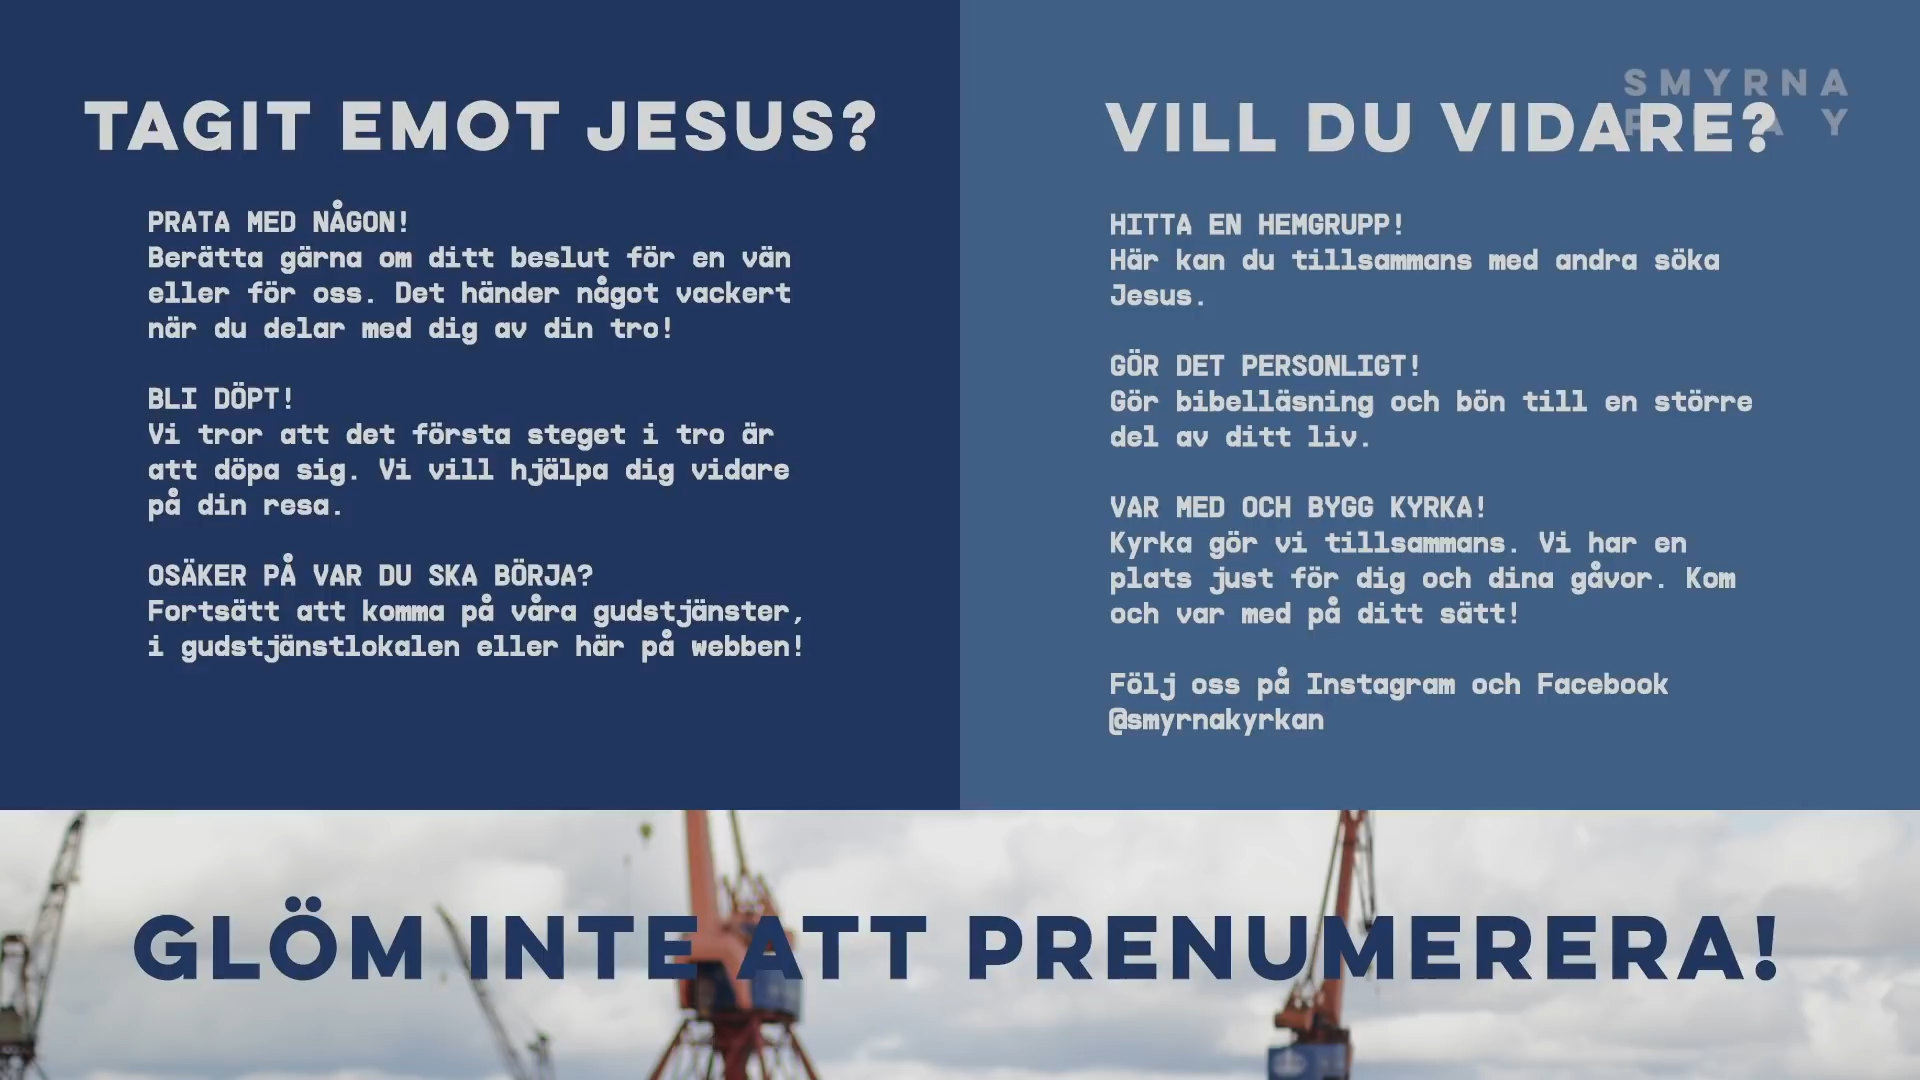 TAGIT EMOT JESUS?
PRATA MED NÅGON!
Berätta gärna om ditt beslut för en vän
eller för oss. Det händer något vackert
när du delar med dig av din tro!
BLI DÖPT!
Vi tror att det första steget i tro är
att döpa sig. Vi vill hjälpa dig vidare
på din resa.
OSÄKER PÅ VAR DU SKA BÖRJA?
Fortsätt att komma på våra gudstjänster,
i gudstjänstlokalen eller här på webben!
SMYRNA
VILL DU VIDARE?
HITTA EN HEMGRUPP!
Här kan du tillsammans med andra söka
Jesus.
GÖR DET PERSONLIGT!
Gör bibelläsning och bön till en större
del av ditt liv.
VAR MED OCH BYGG KYRKA!
Kyrka gör vi tillsammans. Vi har en
plats just för dig och dina gåvor. Kom
och var med på ditt sätt!
Följ oss på Instagram och Facebook
@smyrnakyrkan
GLÖM INTE ATT PRENUMERERA!